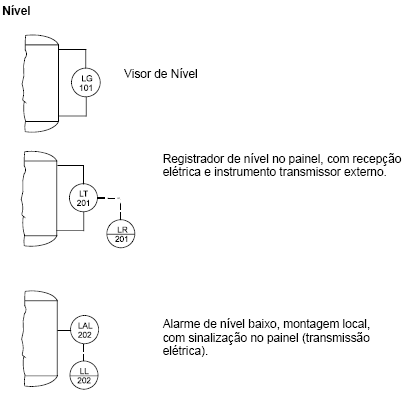 Nível
LG
101
Visor de Nível
Registrador de nível no painel, com recepção
elétrica e instrumento transmissor externo.
LT
201
LR
201
Alarme de nível baixo, montagem local,
com sinalização no painel (transmissão
elétrica).
LAL
202
LL
202